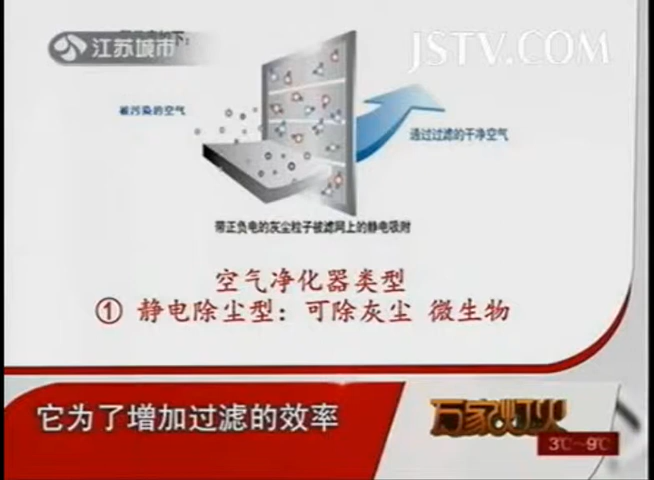 江苏城市
JSTV.COM
被污染的空气
通过过滤的干净空气
带正负电的灰尘粒子被滤网上的静电吸附
空气净化器类型
① 静电除尘型：可除灰尘 微生物
它为了增加过滤的效率
万家灯火
3℃~9℃